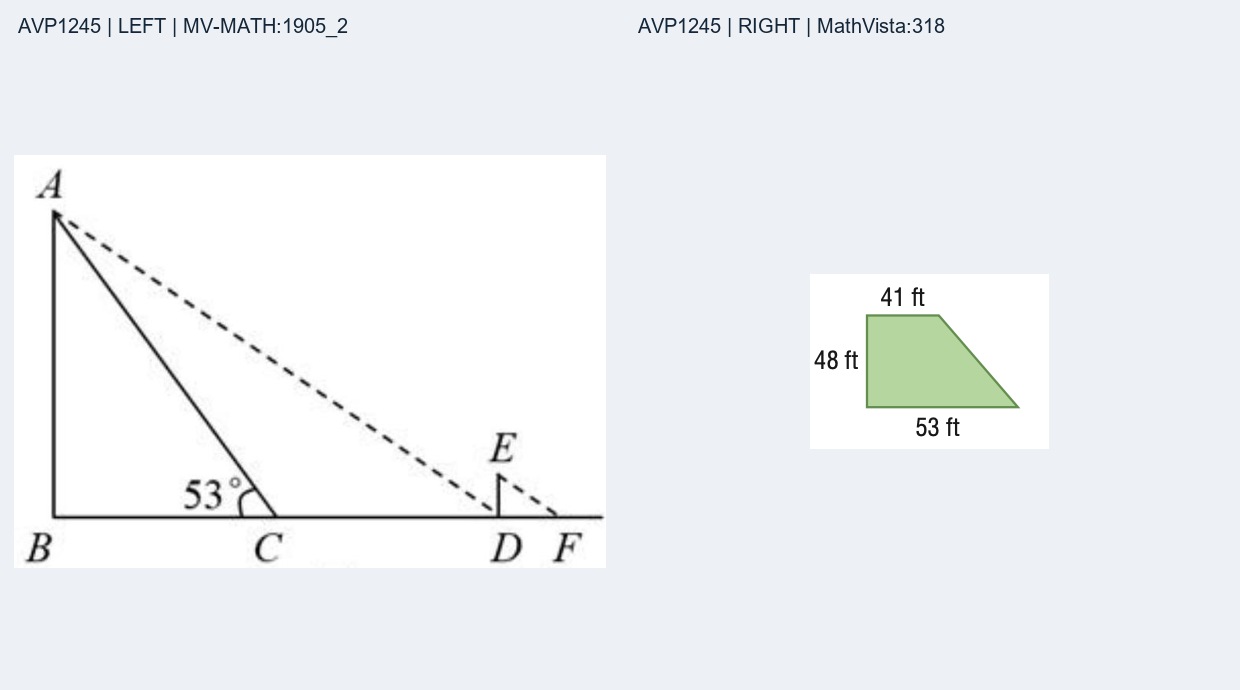 AVP1245 | LEFT | MV-MATH:1905_2
AVP1245 | RIGHT | MathVista:318
A
53°
E
B
C
D
F
41 ft
48 ft
53 ft